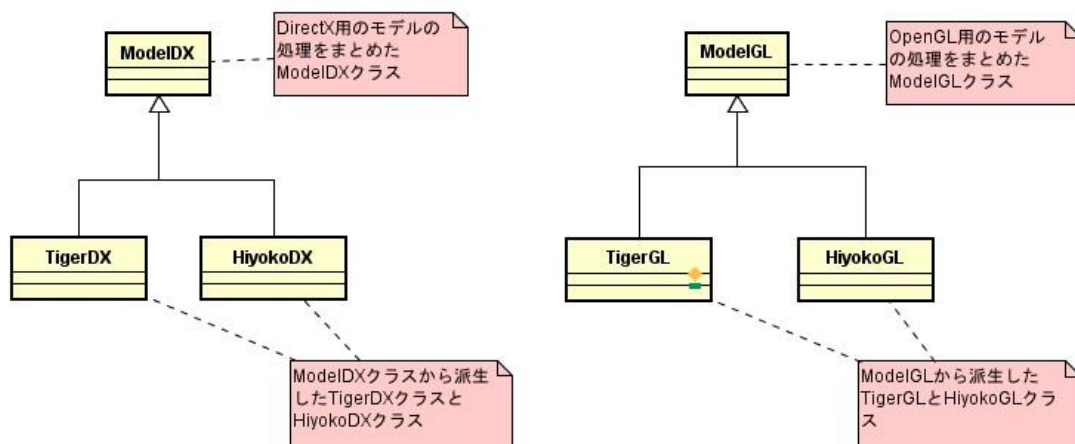 ModelDX
DirectX用のモデルの
処理をまとめた
ModelDXクラス
TigerDX
HiyokoDX
ModelDXクラスから派生
したTigerDXクラスと
HiyokoDXクラス
ModelGL
OpenGL用のモデル
の処理をまとめた
ModelGLクラス
TigerGL
HiyokoGL
ModelGLから派生した
TigerGLとHiyokoGLクラ
ス